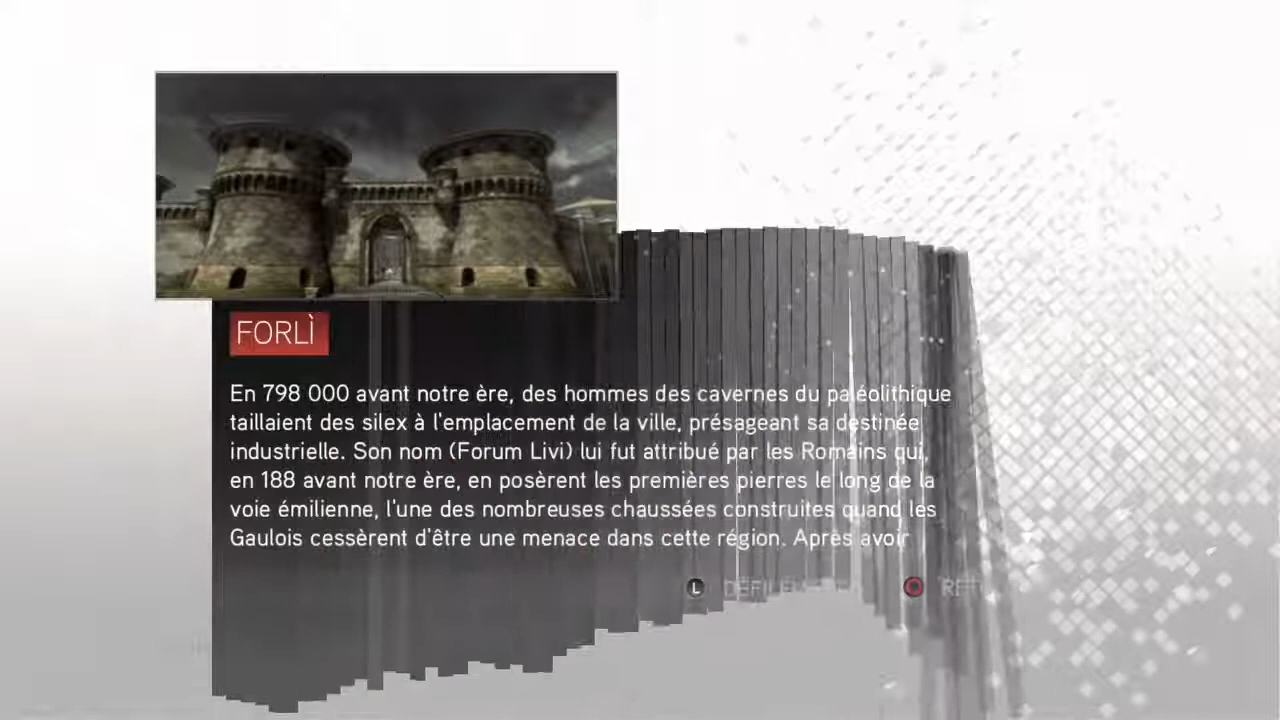 FORLÌ
En 798 000 avant notre ère, des hommes des cavernes du paléolithique
taillaient des silex à l'emplacement de la ville, présageant sa destinée
industrielle. Son nom (Forum Livi) lui fut attribué par les Romains qui,
en 188 avant notre ère, en posèrent les premières pierres le long de la
voie émilienne, l'une des nombreuses chaussées construites quand les
Gaulois cessèrent d'être une menace dans cette région. Après avoir
L